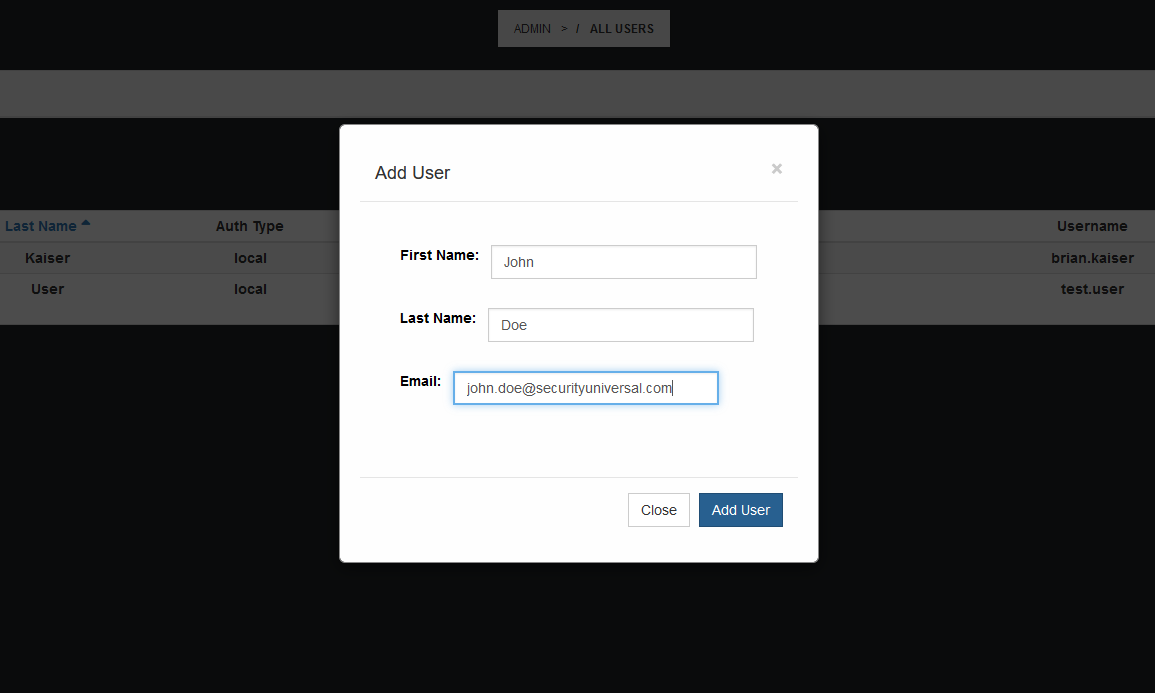 ADMIN > / ALL USERS
Add User ×
Last Name Auth Type Username
First Name: John
Kaiser local brian.kaiser
User local test.user
Last Name: Doe
Email: john.doe@securityuniversal.com
Close Add User